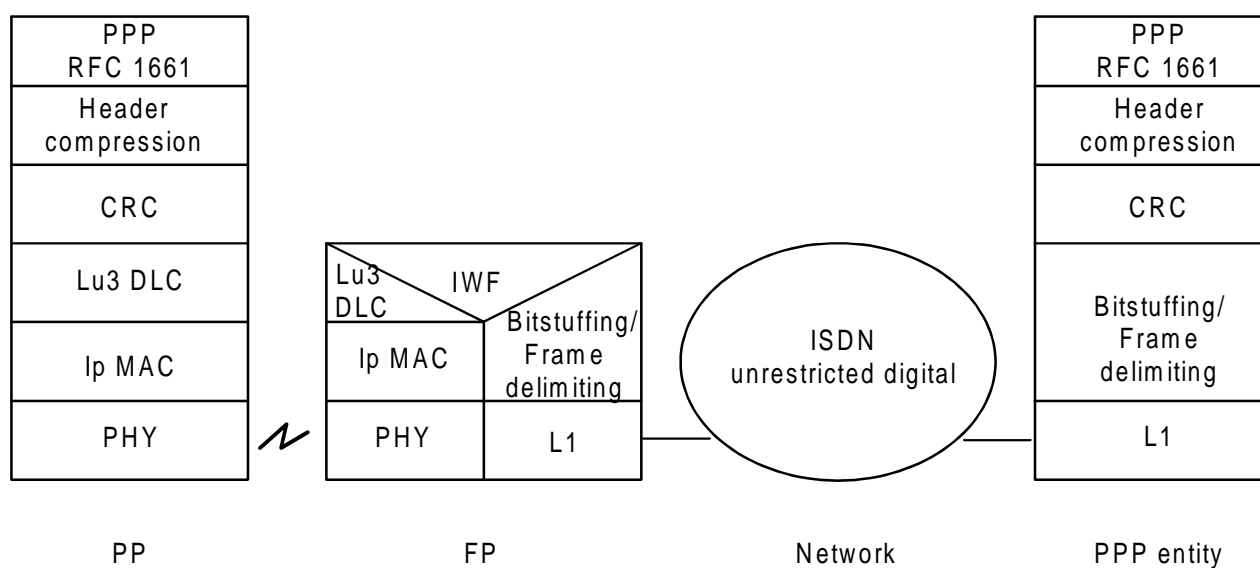 PPP
RFC 1661
Header
compression
CRC
Lu3 DLC
Ip MAC
PHY
Lu3
DLC
IWF
Ip MAC
PHY
Bitstuffing/
Frame
delimiting
L1
ISDN
unrestricted digital
PPP
RFC 1661
Header
compression
CRC
Bitstuffing/
Frame
delimiting
L1
PP
FP
Network
PPP entity